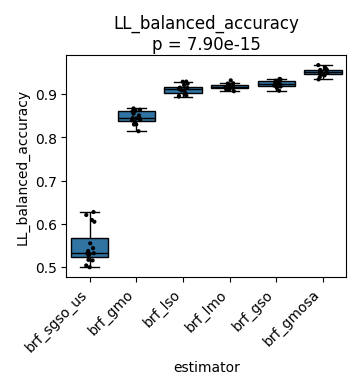 LL_balanced_accuracy
p = 7.90e-15
LL_balanced_accuracy
0.9
0.8
0.7
0.6
0.5
brf_sgso_us
brf_gmo
brf_lso
brf_lmo
brf_gso
brf_gmosa
estimator